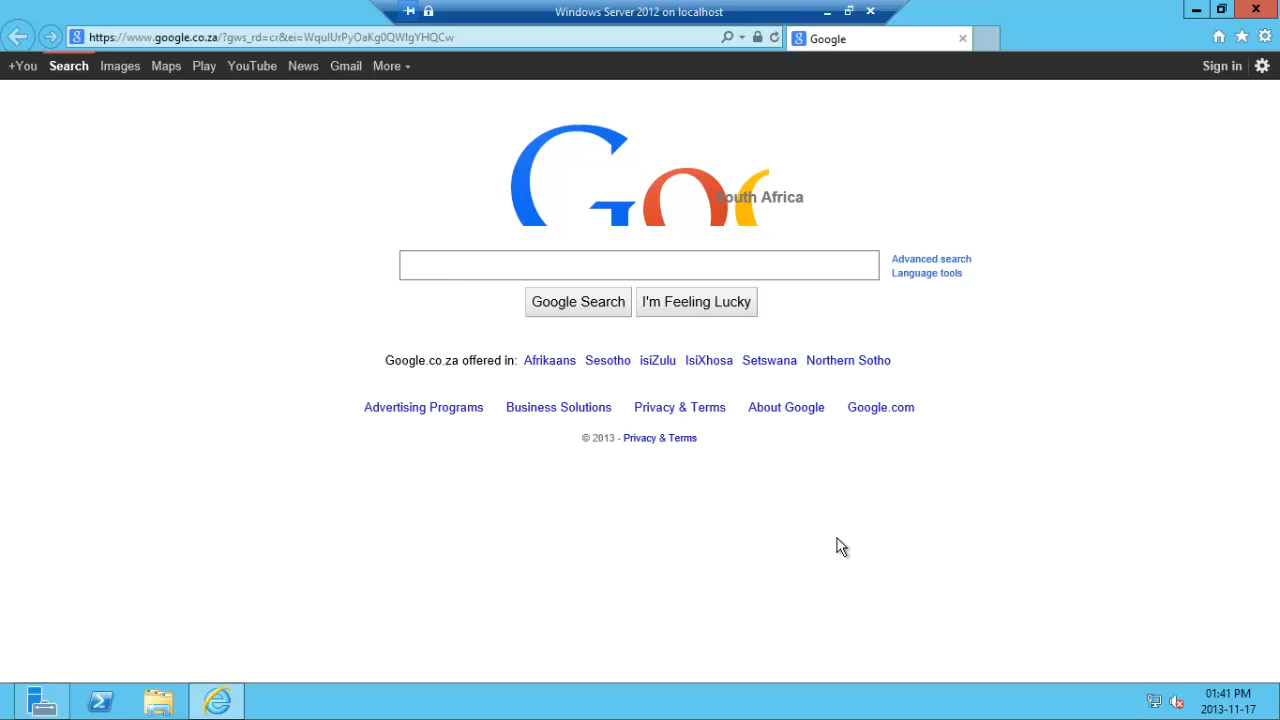 Windows Server 2012 on localhost
https://www.google.co.za/?gws_rd=cr&ei=WqulUrPyOaKg0QWIgYHQCw
Google
+You Search Images Maps Play YouTube News Gmail More Sign in
Goo
South Africa
Advanced search
Language tools
Google Search I'm Feeling Lucky
Google.co.za offered in: Afrikaans Sesotho isiZulu IsiXhosa Setswana Northern Sotho
Advertising Programs Business Solutions Privacy & Terms About Google Google.com
© 2013 - Privacy & Terms
01:41 PM
2013-11-17